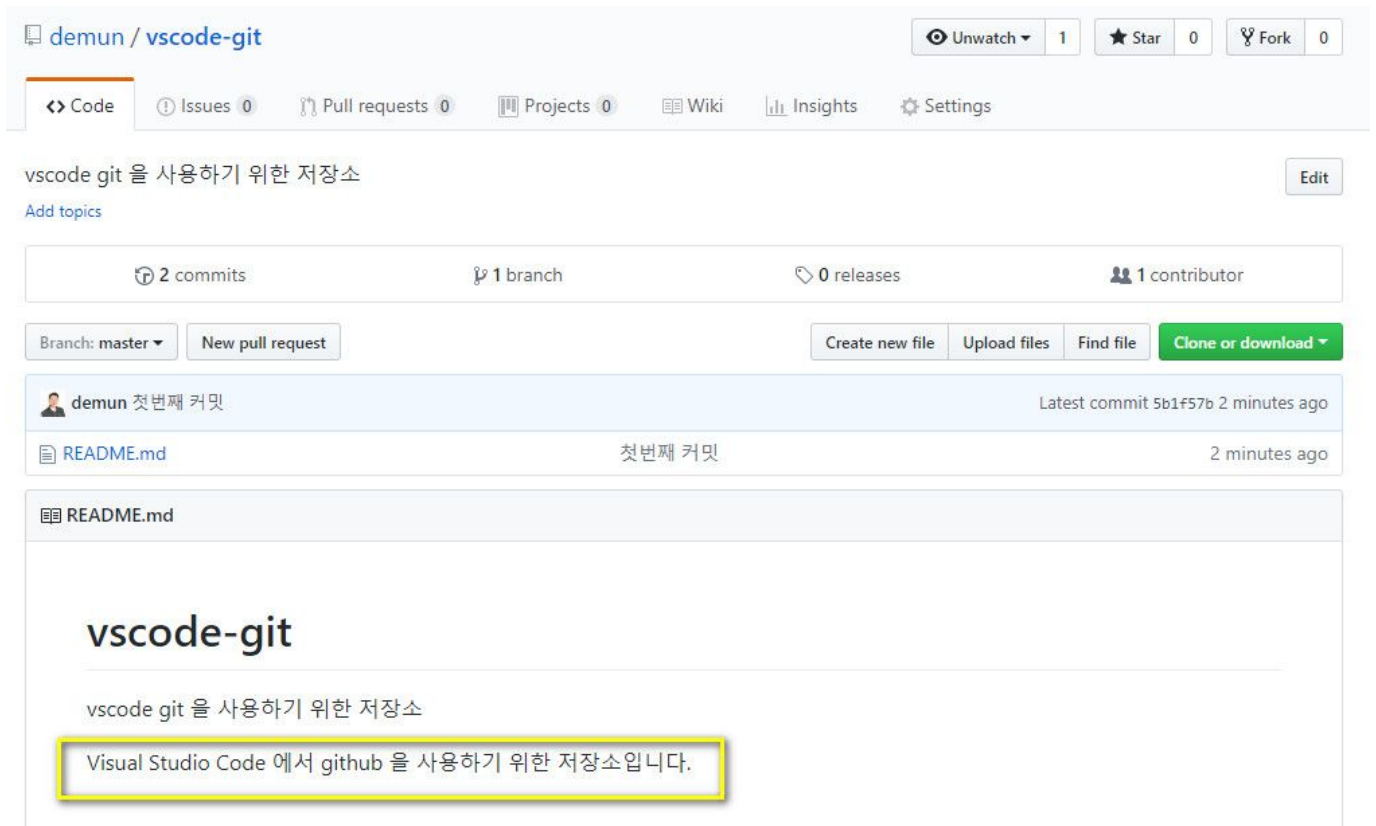 demun / vscode-git Unwatch 1 Star 0 Fork 0
Code Issues 0 Pull requests 0 Projects 0 Wiki Insights Settings
vscode git 을 사용하기 위한 저장소 Edit
Add topics
2 commits 1 branch 0 releases 1 contributor
Branch: master New pull request Create new file Upload files Find file Clone or download
demun 첫번째 커밋 Latest commit 5b1f57b 2 minutes ago
README.md 첫번째 커밋 2 minutes ago
README.md
vscode-git
vscode git 을 사용하기 위한 저장소
Visual Studio Code 에서 github 을 사용하기 위한 저장소입니다.